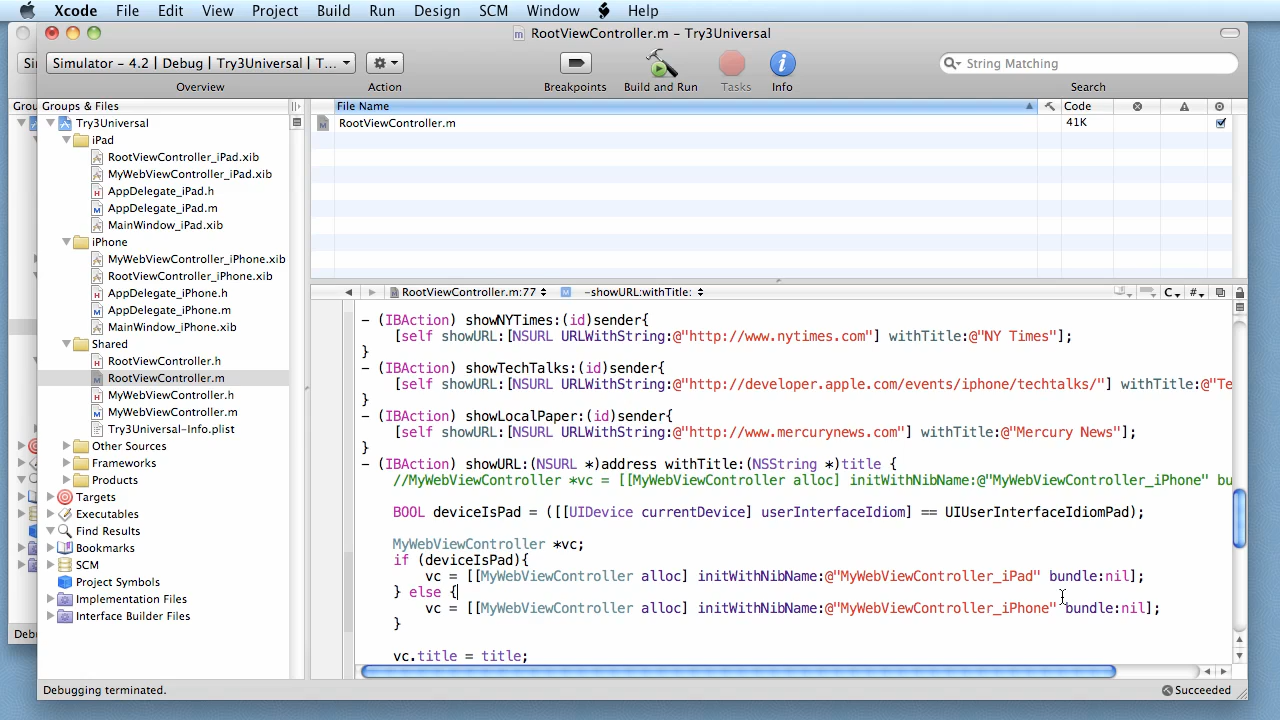 Xcode File Edit View Project Build Run Design SCM Window Help
RootViewController.m – Try3Universal
Sir Simulator – 4.2 | Debug | Try3Universal | T...
Overview Action Breakpoints Build and Run Tasks Info Search
String Matching
Grou Groups & Files
File Name Code
Try3Universal
RootViewController.m 41K
iPad
RootViewController_iPad.xib
MyWebViewController_iPad.xib
AppDelegate_iPad.h
AppDelegate_iPad.m
MainWindow_iPad.xib
iPhone
MyWebViewController_iPhone.xib
RootViewController_iPhone.xib
AppDelegate_iPhone.h
AppDelegate_iPhone.m
MainWindow_iPhone.xib
Shared
RootViewController.h
RootViewController.m
MyWebViewController.h
MyWebViewController.m
Try3Universal-Info.plist
Other Sources
Frameworks
Products
Targets
Executables
Find Results
Bookmarks
SCM
Project Symbols
Implementation Files
Interface Builder Files
RootViewController.m:77 -showURL:withTitle: C #
- (IBAction) showNYTimes:(id)sender{
[self showURL:[NSURL URLWithString:@"http://www.nytimes.com"] withTitle:@"NY Times"];
}
- (IBAction) showTechTalks:(id)sender{
[self showURL:[NSURL URLWithString:@"http://developer.apple.com/events/iphone/techtalks/"] withTitle:@"Te
}
- (IBAction) showLocalPaper:(id)sender{
[self showURL:[NSURL URLWithString:@"http://www.mercurynews.com"] withTitle:@"Mercury News"];
}
- (IBAction) showURL:(NSURL *)address withTitle:(NSString *)title {
//MyWebViewController *vc = [[MyWebViewController alloc] initWithNibName:@"MyWebViewController_iPhone" bu
BOOL deviceIsPad = ([[UIDevice currentDevice] userInterfaceIdiom] == UIUserInterfaceIdiomPad);
MyWebViewController *vc;
if (deviceIsPad){
vc = [[MyWebViewController alloc] initWithNibName:@"MyWebViewController_iPad" bundle:nil];
} else {
vc = [[MyWebViewController alloc] initWithNibName:@"MyWebViewController_iPhone" bundle:nil];
}
vc.title = title;
Debu Debugging terminated. Succeeded